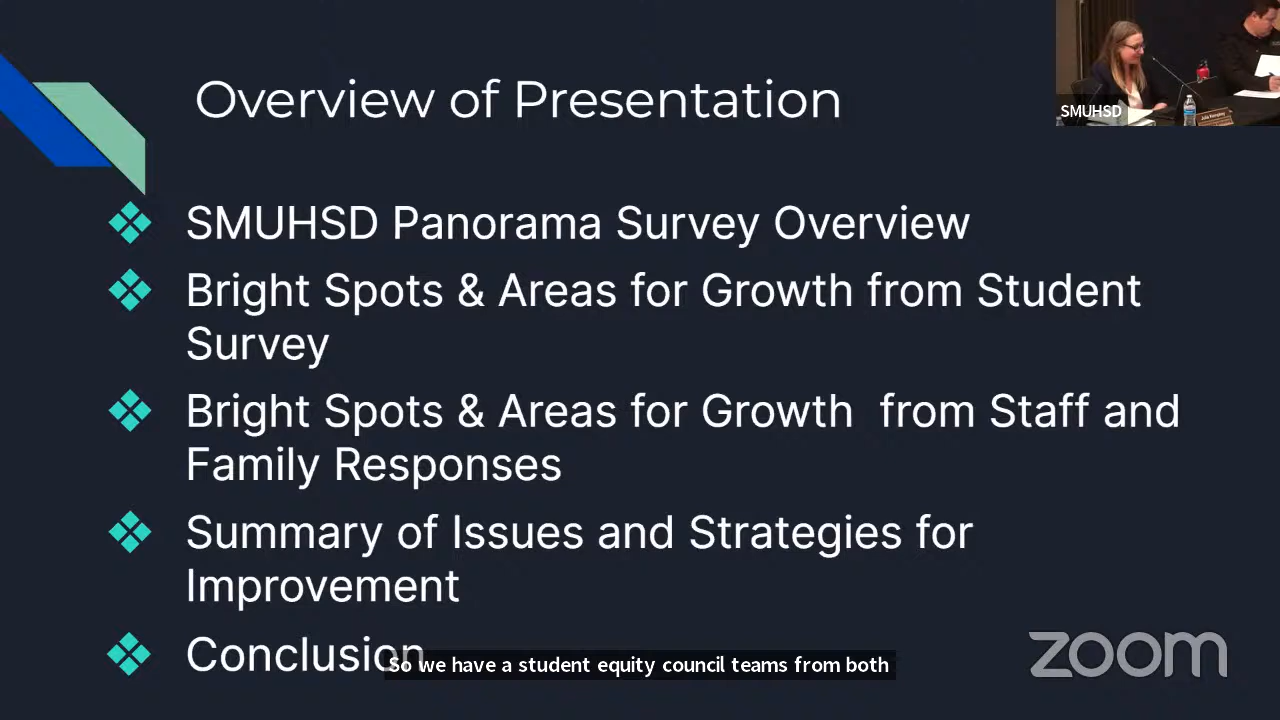 Overview of Presentation
SMUHSD
SMUHSD Panorama Survey Overview
Bright Spots & Areas for Growth from Student
Survey
Bright Spots & Areas for Growth from Staff and
Family Responses
Summary of Issues and Strategies for
Improvement
Conclusion
So we have a student equity council teams from both
zoom